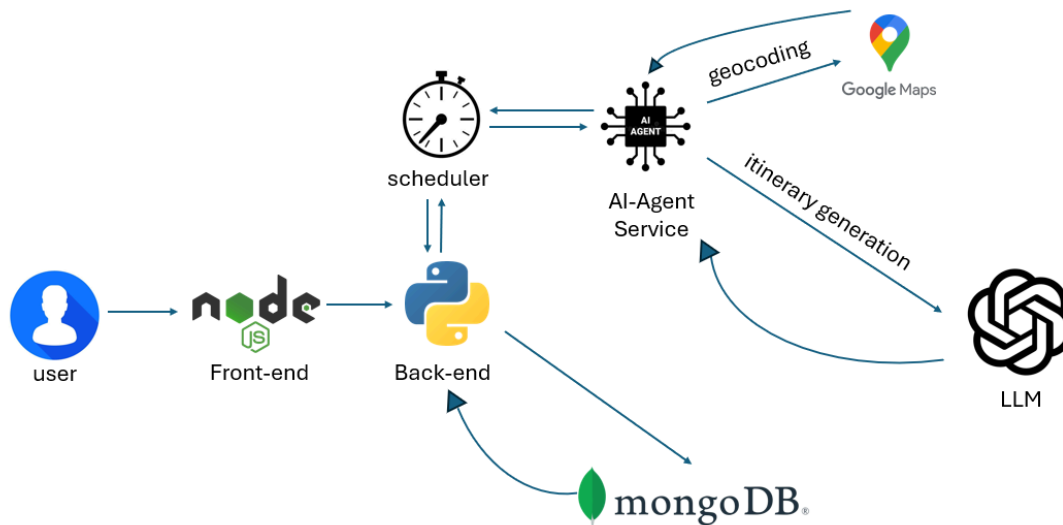 geocoding
Google Maps
AI
AGENT
scheduler
AI-Agent
Service
itinerary generation
node
JS
user
Front-end
Back-end
LLM
mongoDB®